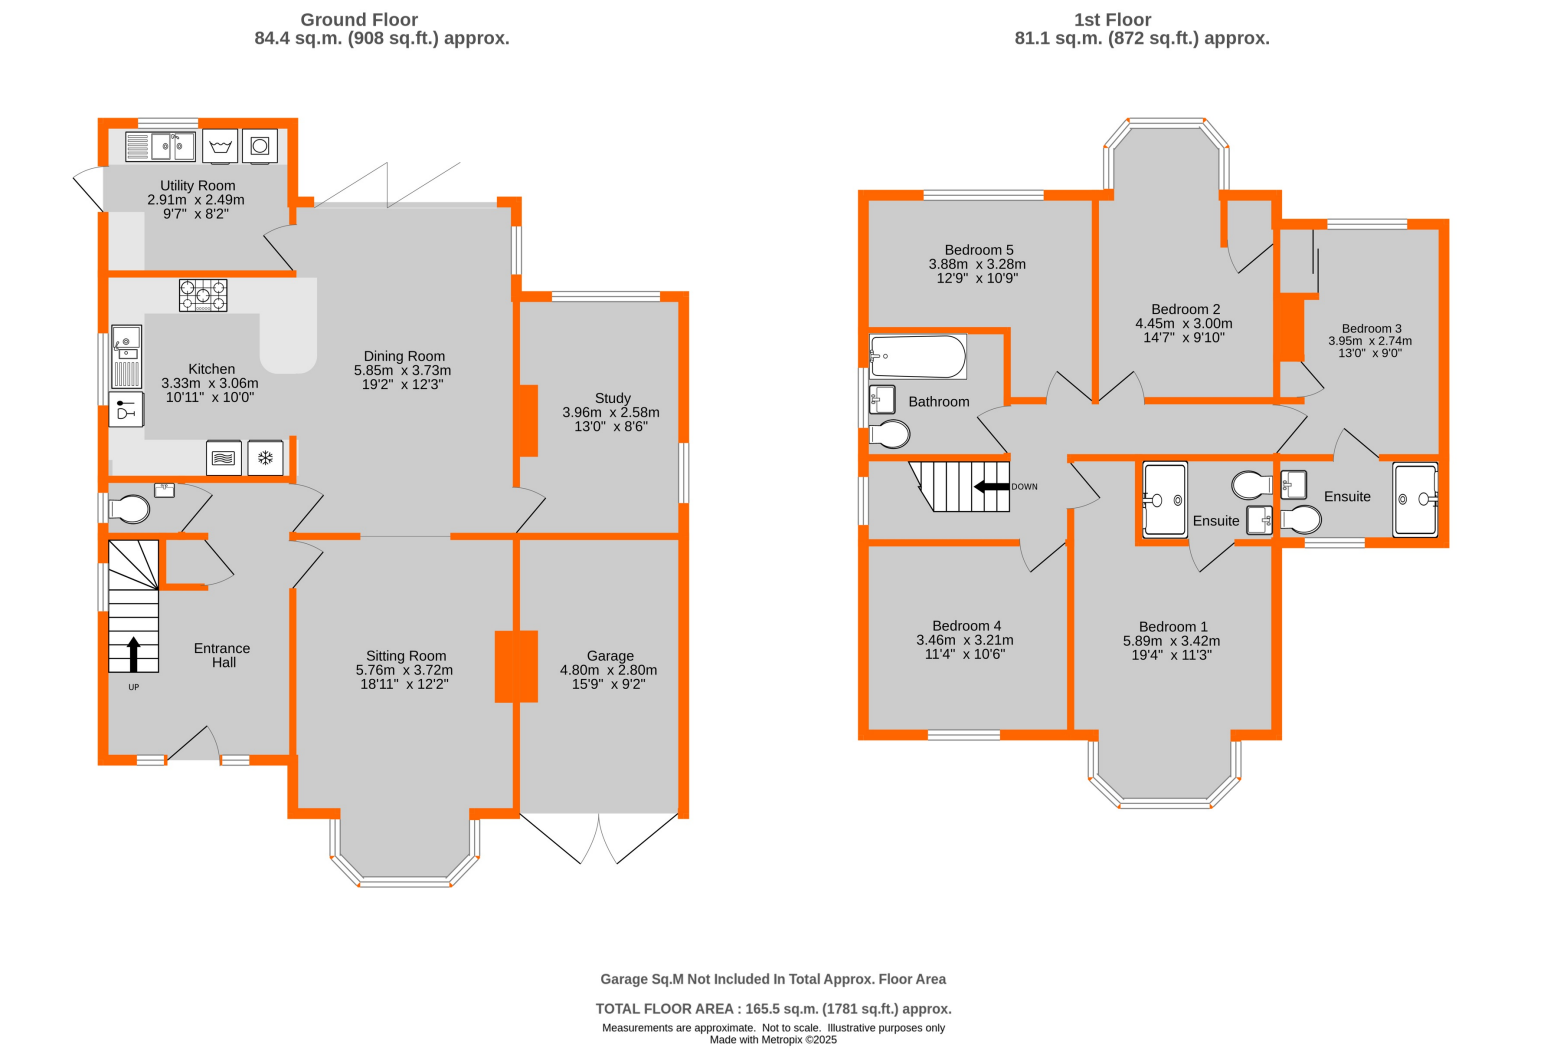 Ground Floor
84.4 sq.m. (908 sq.ft.) approx.
1st Floor
81.1 sq.m. (872 sq.ft.) approx.
Utility Room
2.91m x 2.49m
9'7" x 8'2"
Kitchen
3.33m x 3.06m
10'11" x 10'0"
Dining Room
5.85m x 3.73m
19'2" x 12'3"
Study
3.96m x 2.58m
13'0" x 8'6"
Entrance
Hall
UP
Sitting Room
5.76m x 3.72m
18'11" x 12'2"
Garage
4.80m x 2.80m
15'9" x 9'2"
Bedroom 5
3.88m x 3.28m
12'9" x 10'9"
Bedroom 2
4.45m x 3.00m
14'7" x 9'10"
Bedroom 3
3.95m x 2.74m
13'0" x 9'0"
Bathroom
DOWN
Ensuite
Ensuite
Bedroom 4
3.46m x 3.21m
11'4" x 10'6"
Bedroom 1
5.89m x 3.42m
19'4" x 11'3"
Garage Sq.M Not Included In Total Approx. Floor Area
TOTAL FLOOR AREA : 165.5 sq.m. (1781 sq.ft.) approx.
Measurements are approximate. Not to scale. Illustrative purposes only
Made with Metropix ©2025